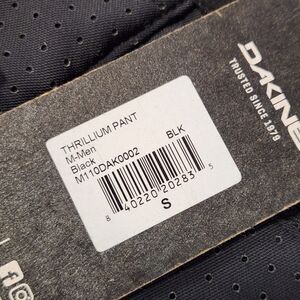 DAKINE
TRUSTED SINCE 1979
THRILLIUM PANT
M-Men
Black BLK
M110DAK0002
8 40220 20283 5
S